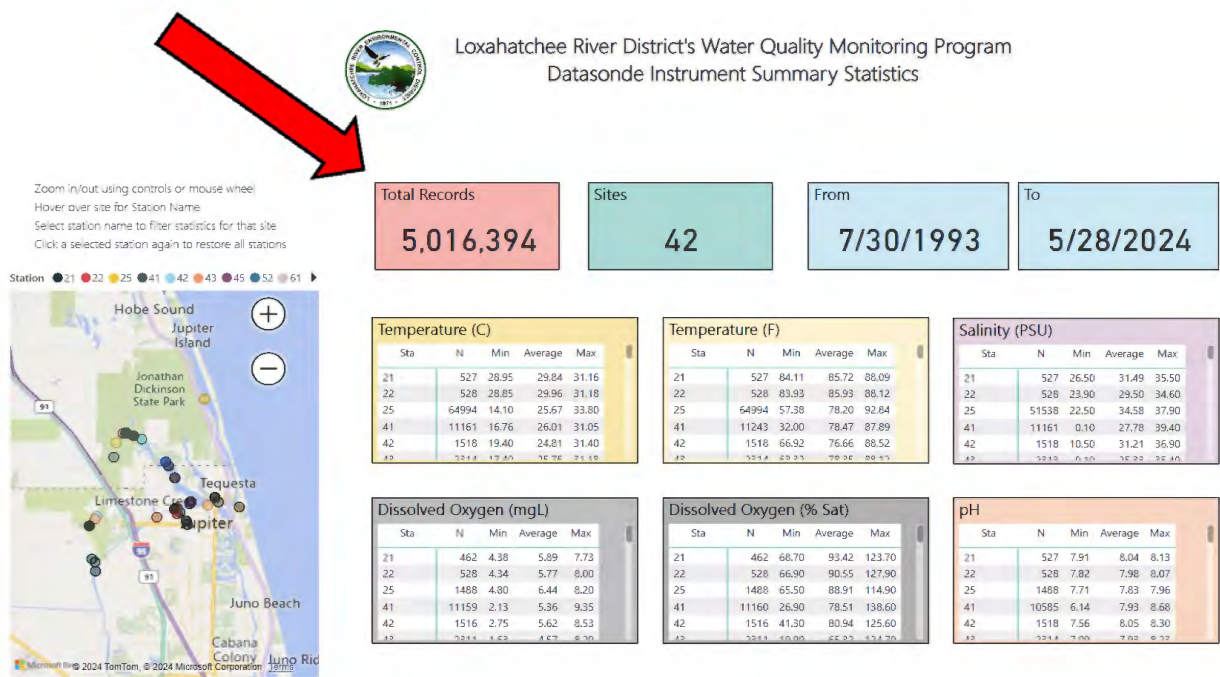 LOXAHATCHEE RIVER ENVIRONMENTAL CONTROL DISTRICT
1971
Loxahatchee River District's Water Quality Monitoring Program
Datasonde Instrument Summary Statistics
Zoom in/out using controls or mouse wheel
Hover over site for Station Name
Select station name to filter statistics for that site
Click a selected station again to restore all stations
Total Records
5,016,394
Sites
42
From
7/30/1993
To
5/28/2024
Station 21 22 25 41 42 43 45 52 61
Hobe Sound
Jupiter
Island
Jonathan
Dickinson
State Park
91
Tequesta
Limestone Creek
Jupiter
95
91
Juno Beach
Cabana
Colony
Juno Rid
Microsoft Bing
© 2024 TomTom, © 2024 Microsoft Corporation Terms
Temperature (C)
Sta N Min Average Max
21 527 28.95 29.84 31.16
22 528 28.85 29.96 31.18
25 64994 14.10 25.67 33.80
41 11161 16.76 26.01 31.05
42 1518 19.40 24.81 31.40
Temperature (F)
Sta N Min Average Max
21 527 84.11 85.72 88.09
22 528 83.93 85.93 88.12
25 64994 57.38 78.20 92.84
41 11243 32.00 78.47 87.89
42 1518 66.92 76.66 88.52
Salinity (PSU)
Sta N Min Average Max
21 527 26.50 31.49 35.50
22 528 23.90 29.50 34.60
25 51538 22.50 34.58 37.90
41 11161 0.10 27.78 39.40
42 1518 10.50 31.21 36.90
Dissolved Oxygen (mgL)
Sta N Min Average Max
21 462 4.38 5.89 7.73
22 528 4.34 5.77 8.00
25 1488 4.80 6.44 8.20
41 11159 2.13 5.36 9.35
42 1516 2.75 5.62 8.53
Dissolved Oxygen (% Sat)
Sta N Min Average Max
21 462 68.70 93.42 123.70
22 528 66.90 90.55 127.90
25 1488 65.50 88.91 114.90
41 11160 26.90 78.51 138.60
42 1516 41.30 80.94 125.60
pH
Sta N Min Average Max
21 527 7.91 8.04 8.13
22 528 7.82 7.98 8.07
25 1488 7.71 7.83 7.96
41 10585 6.14 7.93 8.68
42 1518 7.56 8.05 8.30